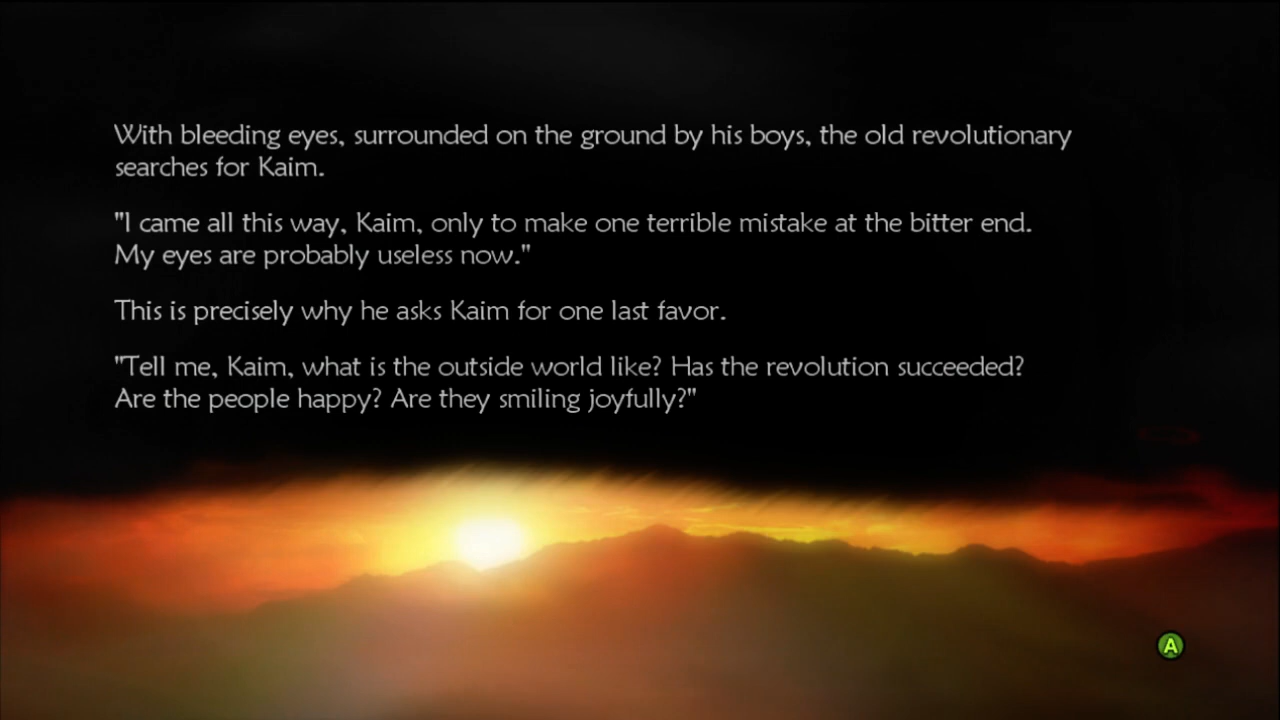 With bleeding eyes, surrounded on the ground by his boys, the old revolutionary
searches for Kaim.
"I came all this way, Kaim, only to make one terrible mistake at the bitter end.
My eyes are probably useless now."
This is precisely why he asks Kaim for one last favor.
"Tell me, Kaim, what is the outside world like? Has the revolution succeeded?
Are the people happy? Are they smiling joyfully?"
A